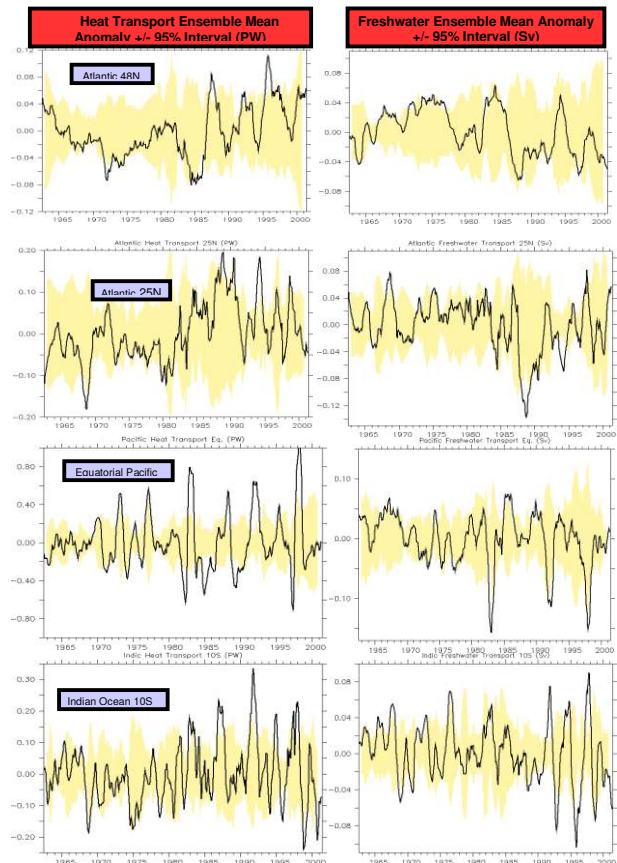 Heat Transport Ensemble Mean
Anomaly +/- 95% Interval (PW)
Freshwater Ensemble Mean Anomaly
+/- 95% Interval (Sv)
Atlantic 48N
0.08
0.04
0.00
-0.04
-0.08
-0.12
1965 1970 1975 1980 1985 1990 1995 2000
0.08
0.04
0.00
-0.04
-0.08
1965 1970 1975 1980 1985 1990 1995 2000
Atlantic Heat Transport 25N (PW)
Atlantic Freshwater Transport 25N (Sv)
Atlantic 25N
0.20
0.10
0.00
-0.10
-0.20
1965 1970 1975 1980 1985 1990 1995 2000
0.08
0.04
0.00
-0.04
-0.08
-0.12
1965 1970 1975 1980 1985 1990 1995 2000
Pacific Heat Transport Eq. (PW)
Pacific Freshwater Transport Eq. (Sv)
Equatorial Pacific
0.80
0.40
0.00
-0.40
-0.80
1965 1970 1975 1980 1985 1990 1995 2000
0.10
0.00
-0.10
1965 1970 1975 1980 1985 1990 1995 2000
Indic Heat Transport 10S (PW)
Indic Freshwater Transport 10S (Sv)
Indian Ocean 10S
0.30
0.20
0.10
0.00
-0.10
-0.20
1965 1970 1975 1980 1985 1990 1995 2000
0.08
0.04
0.00
-0.04
-0.08
1965 1970 1975 1980 1985 1990 1995 2000